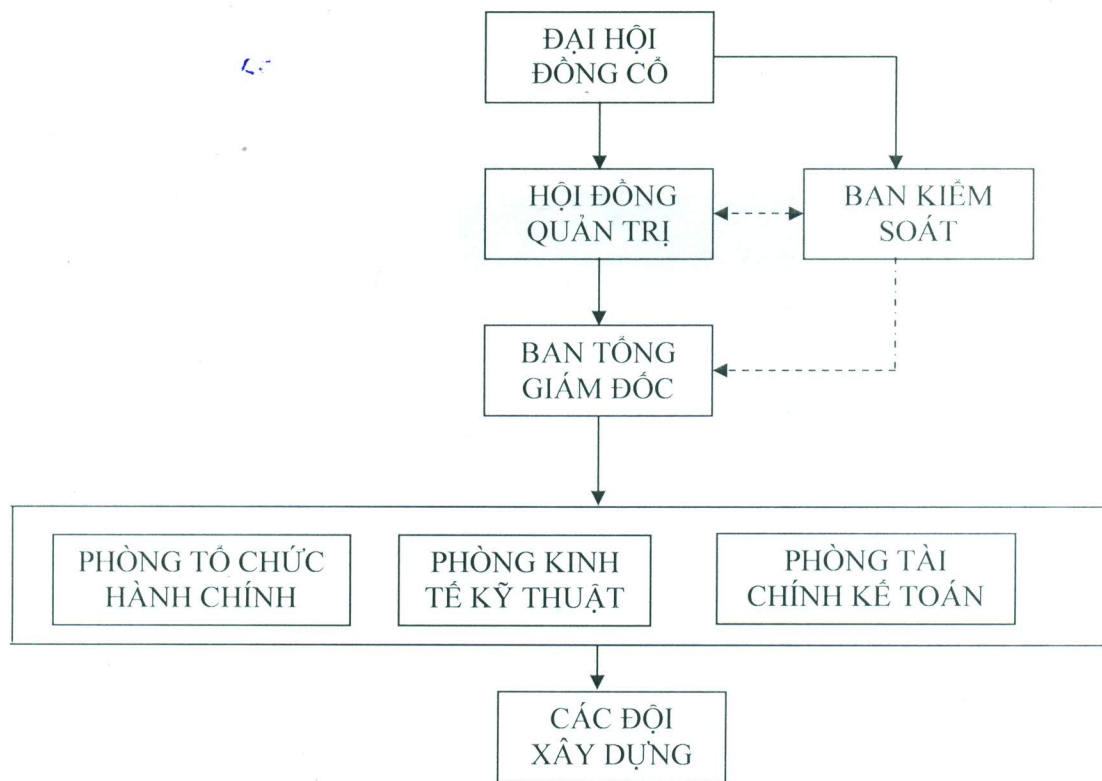 ĐẠI HỘI
ĐỒNG CỔ
HỘI ĐỒNG
QUẢN TRỊ
BAN KIỂM
SOÁT
BAN TỔNG
GIÁM ĐỐC
PHÒNG TỔ CHỨC
HÀNH CHÍNH
PHÒNG KINH
TẾ KỸ THUẬT
PHÒNG TÀI
CHÍNH KẾ TOÁN
CÁC ĐỘI
XÂY DỰNG